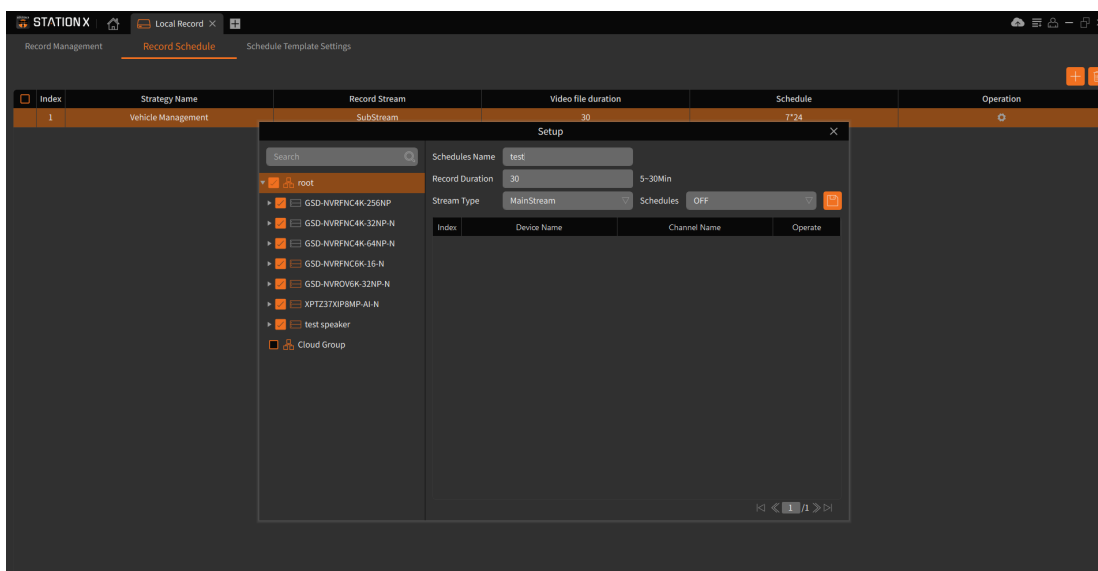 STATION X Local Record
Record Management Record Schedule Schedule Template Settings
Index Strategy Name Record Stream Video file duration Schedule Operation
1 Vehicle Management SubStream 30 7*24
Setup
Search
Schedules Name test
root
Record Duration 30 5~30Min
GSD-NVRFNC4K-256NP
Stream Type MainStream Schedules OFF
GSD-NVRFNC4K-32NP-N
Index Device Name Channel Name Operate
GSD-NVRFNC4K-64NP-N
GSD-NVRFNC6K-16-N
GSD-NVROV6K-32NP-N
XPTZ37XIP8MP-AI-N
test speaker
Cloud Group
1 /1